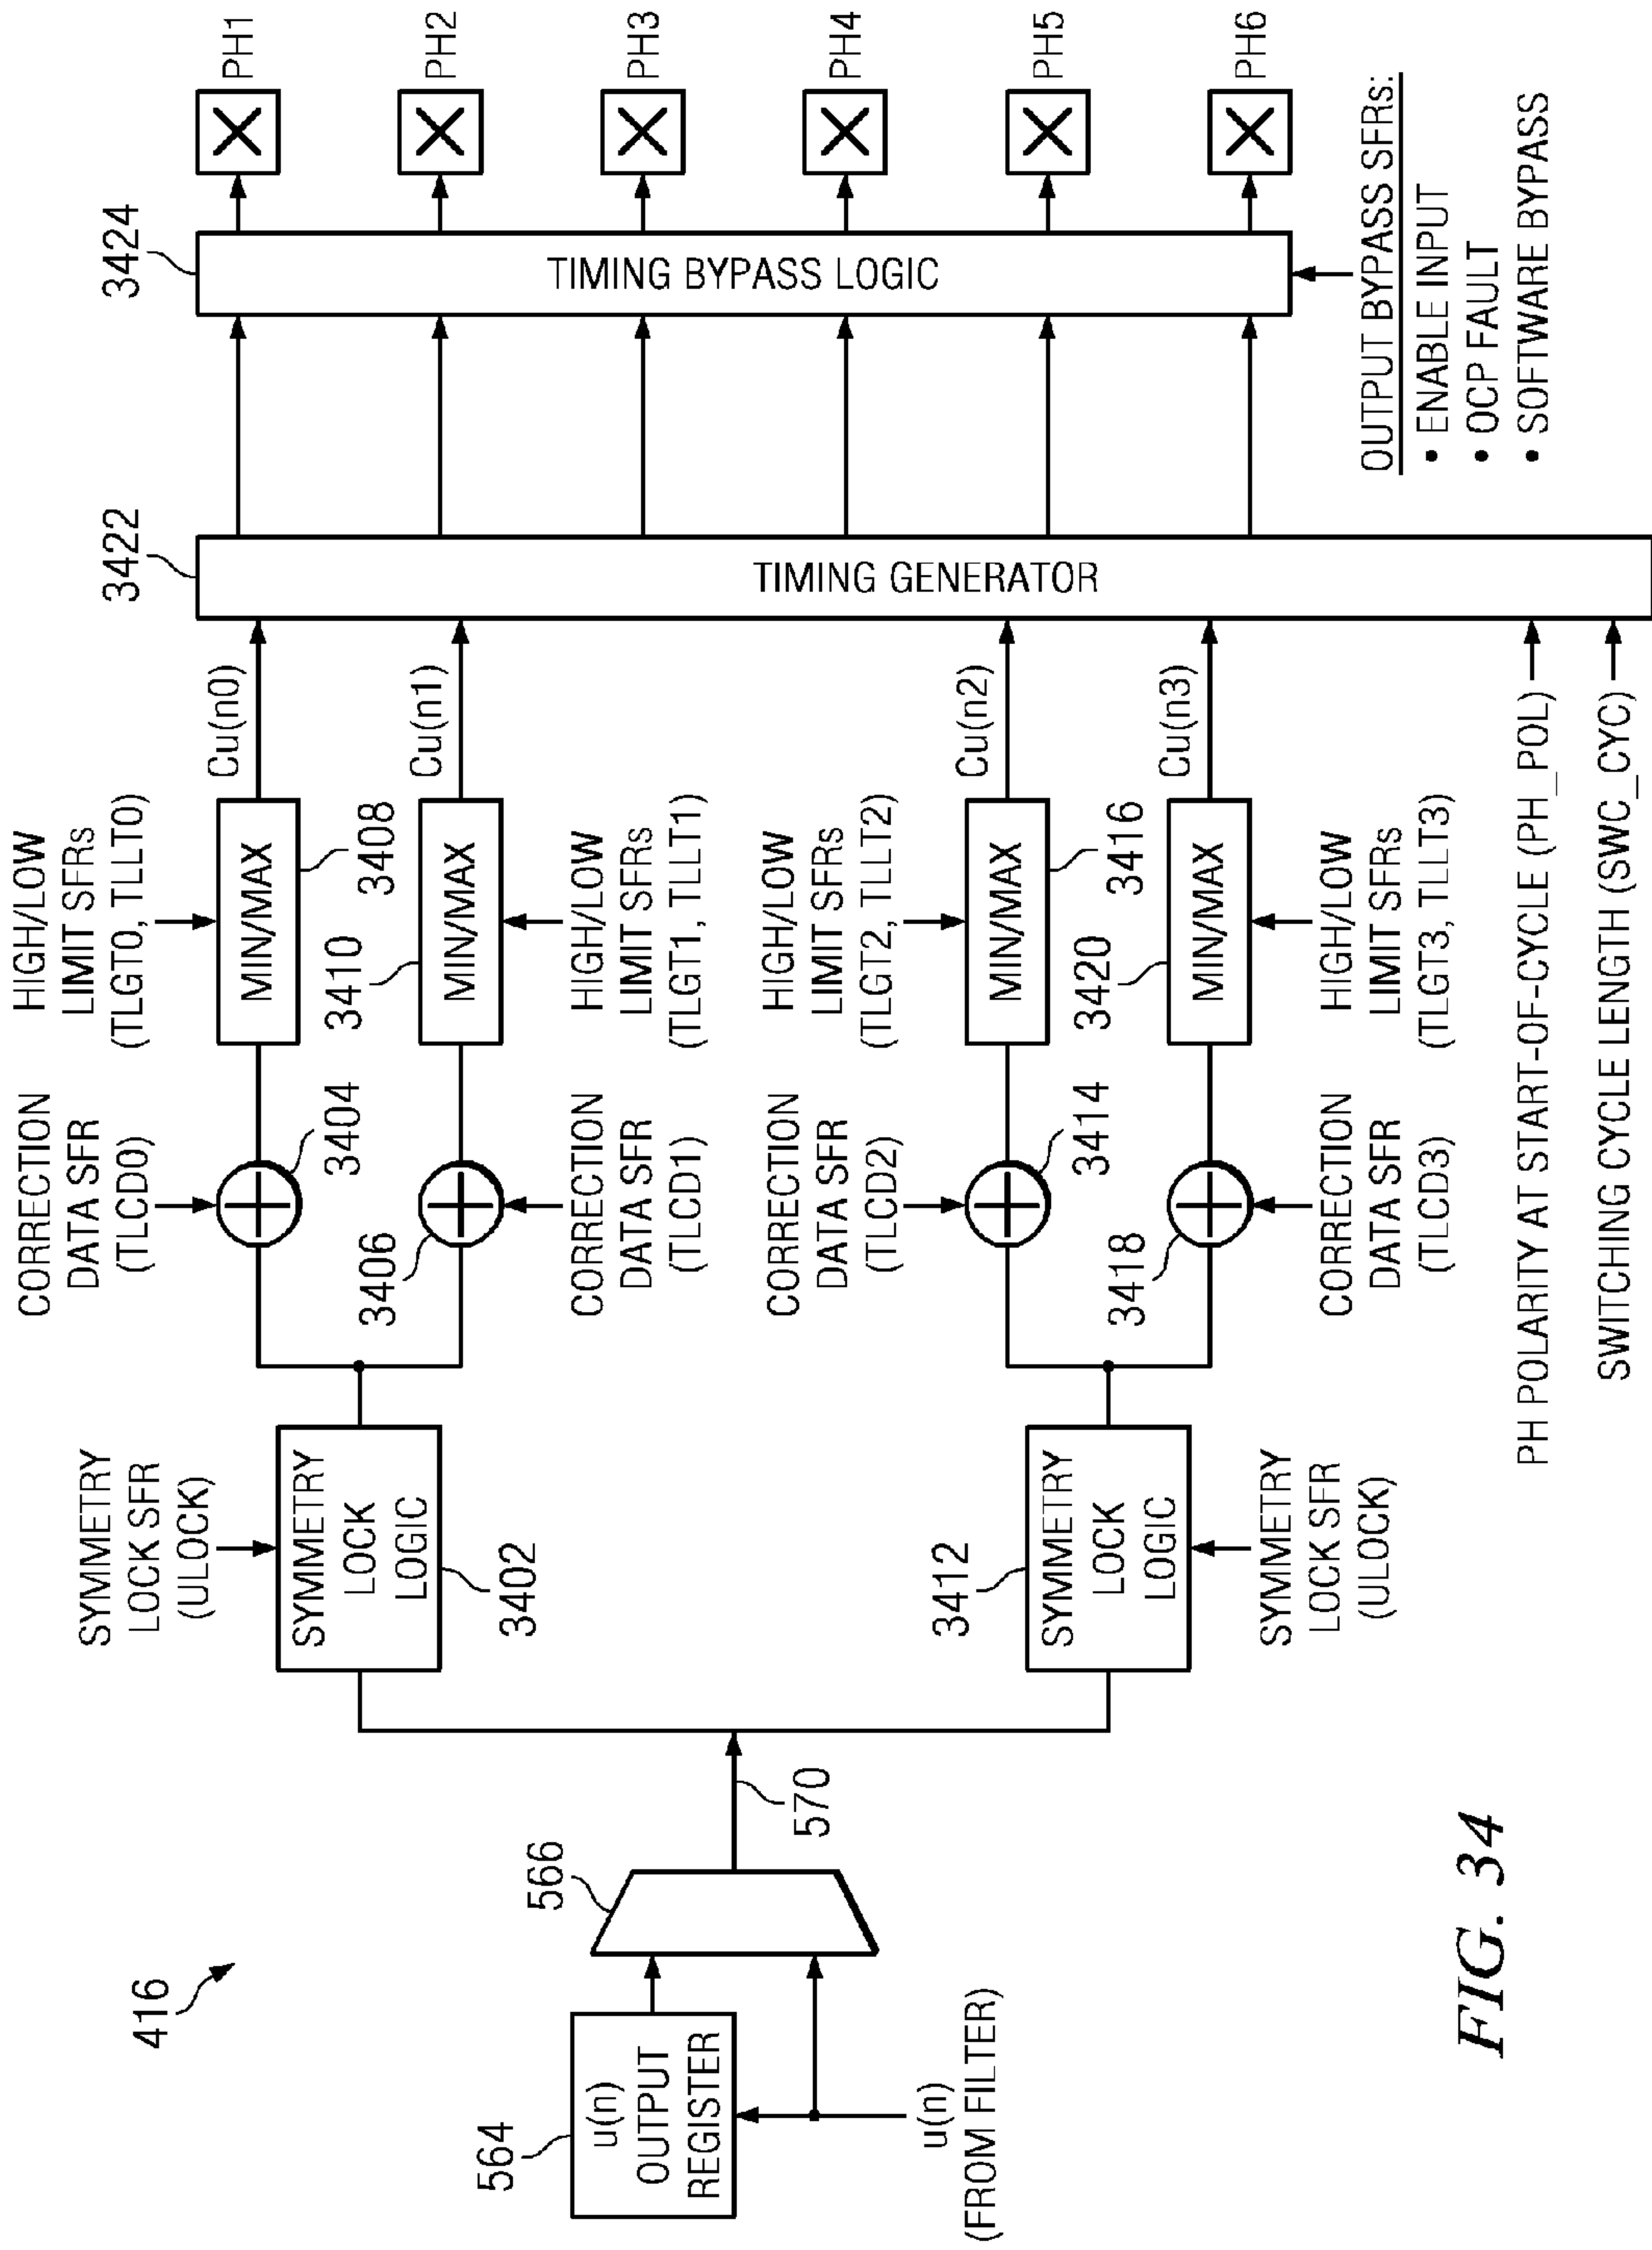 416
564
u(n)
OUTPUT
REGISTER
u(n)
(FROM FILTER)
566
570
SYMMETRY
LOCK SFR
(ULOCK)
SYMMETRY
LOCK
LOGIC
3402
3412
SYMMETRY
LOCK
LOGIC
SYMMETRY
LOCK SFR
(ULOCK)
CORRECTION
DATA SFR
(TLCD0)
3404
3406
CORRECTION
DATA SFR
(TLCD1)
CORRECTION
DATA SFR
(TLCD2)
3414
3418
CORRECTION
DATA SFR
(TLCD3)
HIGH/LOW
LIMIT SFRs
(TLGT0, TLLT0)
MIN/MAX
3408
3410
MIN/MAX
HIGH/LOW
LIMIT SFRs
(TLGT1, TLLT1)
HIGH/LOW
LIMIT SFRs
(TLGT2, TLLT2)
MIN/MAX
3416
3420
MIN/MAX
HIGH/LOW
LIMIT SFRs
(TLGT3, TLLT3)
Cu(n0)
Cu(n1)
Cu(n2)
Cu(n3)
PH POLARITY AT START-OF-CYCLE (PH_POL)
SWITCHING CYCLE LENGTH (SWC_CYC)
3422
TIMING GENERATOR
3424
TIMING BYPASS LOGIC
OUTPUT BYPASS SFRs:
• ENABLE INPUT
• OCP FAULT
• SOFTWARE BYPASS
PH1
PH2
PH3
PH4
PH5
PH6
FIG. 34